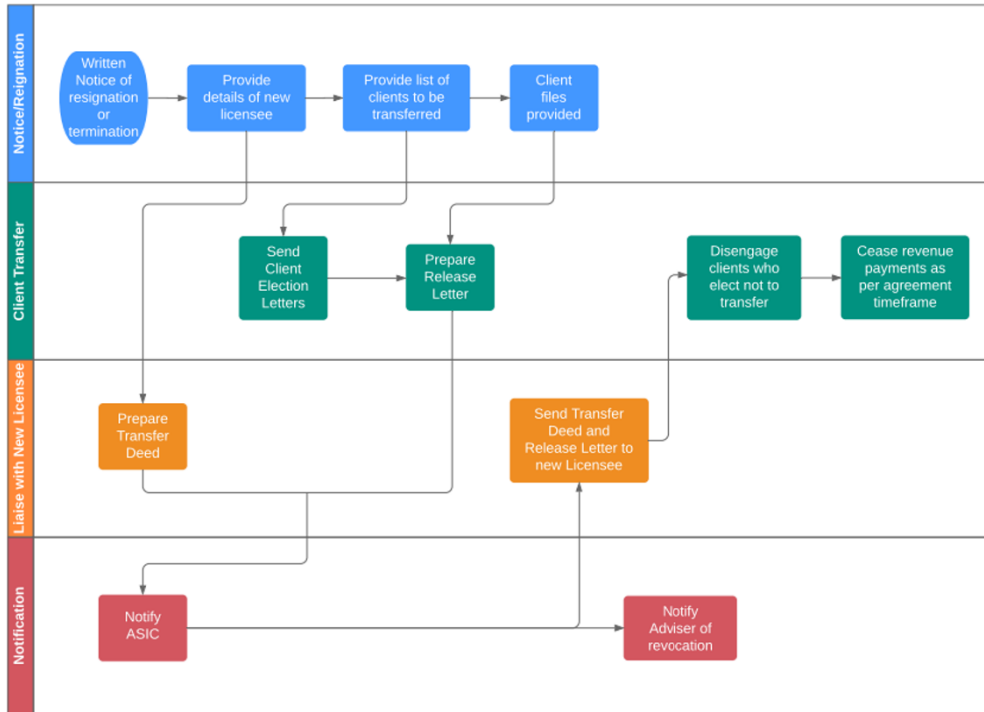 Notice/Reignation
Written
Notice of
resignation
or
termination
Provide
details of new
licensee
Provide list of
clients to be
transferred
Client
files
provided
Client Transfer
Send
Client
Election
Letters
Prepare
Release
Letter
Disengage
clients who
elect not to
transfer
Cease revenue
payments as
per agreement
timeframe
Liaise with New Licensee
Prepare
Transfer
Deed
Send Transfer
Deed and
Release Letter to
new Licensee
Notification
Notify
ASIC
Notify
Adviser of
revocation